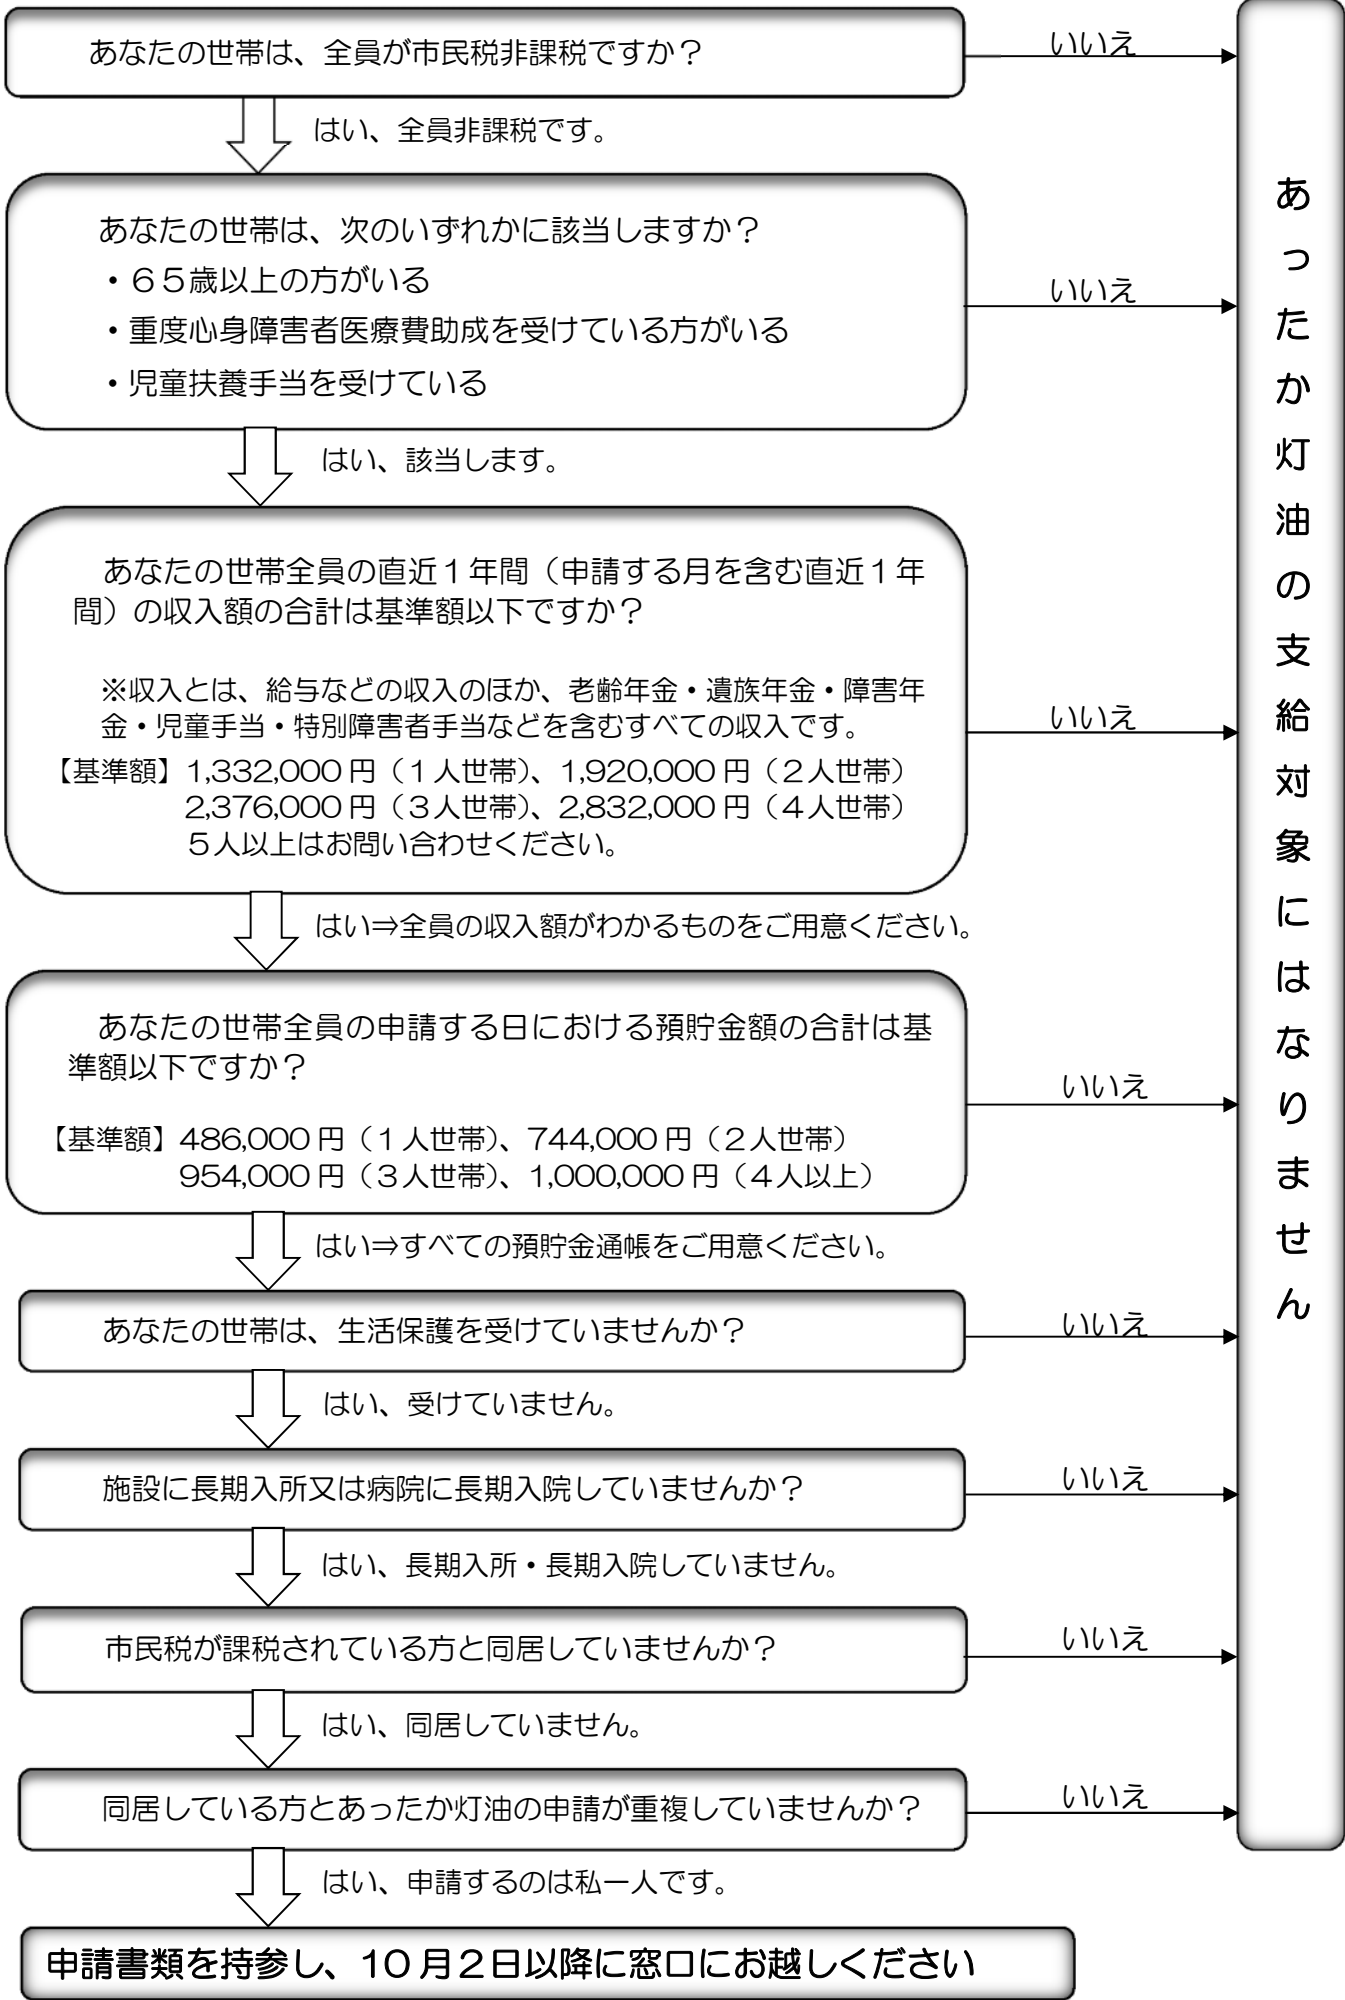 あなたの世帯は、全員が市民税非課税ですか？
いいえ
はい、全員非課税です。
あなたの世帯は、次のいずれかに該当しますか？
・６５歳以上の方がいる
・重度心身障害者医療費助成を受けている方がいる
・児童扶養手当を受けている
いいえ
はい、該当します。
あなたの世帯全員の直近１年間（申請する月を含む直近１年
間）の収入額の合計は基準額以下ですか？
※収入とは、給与などの収入のほか、老齢年金・遺族年金・障害年
金・児童手当・特別障害者手当などを含むすべての収入です。
【基準額】1,332,000円（１人世帯）、1,920,000円（２人世帯）
2,376,000円（３人世帯）、2,832,000円（４人世帯）
５人以上はお問い合わせください。
いいえ
はい⇒全員の収入額がわかるものをご用意ください。
あなたの世帯全員の申請する日における預貯金額の合計は基
準額以下ですか？
【基準額】486,000円（１人世帯）、744,000円（２人世帯）
954,000円（３人世帯）、1,000,000円（４人以上）
いいえ
はい⇒すべての預貯金通帳をご用意ください。
あなたの世帯は、生活保護を受けていませんか？
いいえ
はい、受けていません。
施設に長期入所又は病院に長期入院していませんか？
いいえ
はい、長期入所・長期入院していません。
市民税が課税されている方と同居していませんか？
いいえ
はい、同居していません。
同居している方とあったか灯油の申請が重複していませんか？
いいえ
はい、申請するのは私一人です。
申請書類を持参し、10月２日以降に窓口にお越しください
あったか灯油の支給対象にはなりません